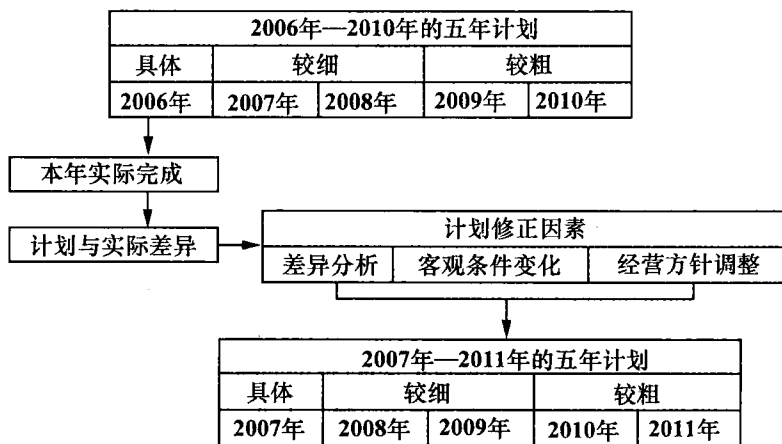 2006年—2010年的五年计划
具体 较细 较粗
2006年 2007年 2008年 2009年 2010年
本年实际完成
计划与实际差异
计划修正因素
差异分析 客观条件变化 经营方针调整
2007年—2011年的五年计划
具体 较细 较粗
2007年 2008年 2009年 2010年 2011年